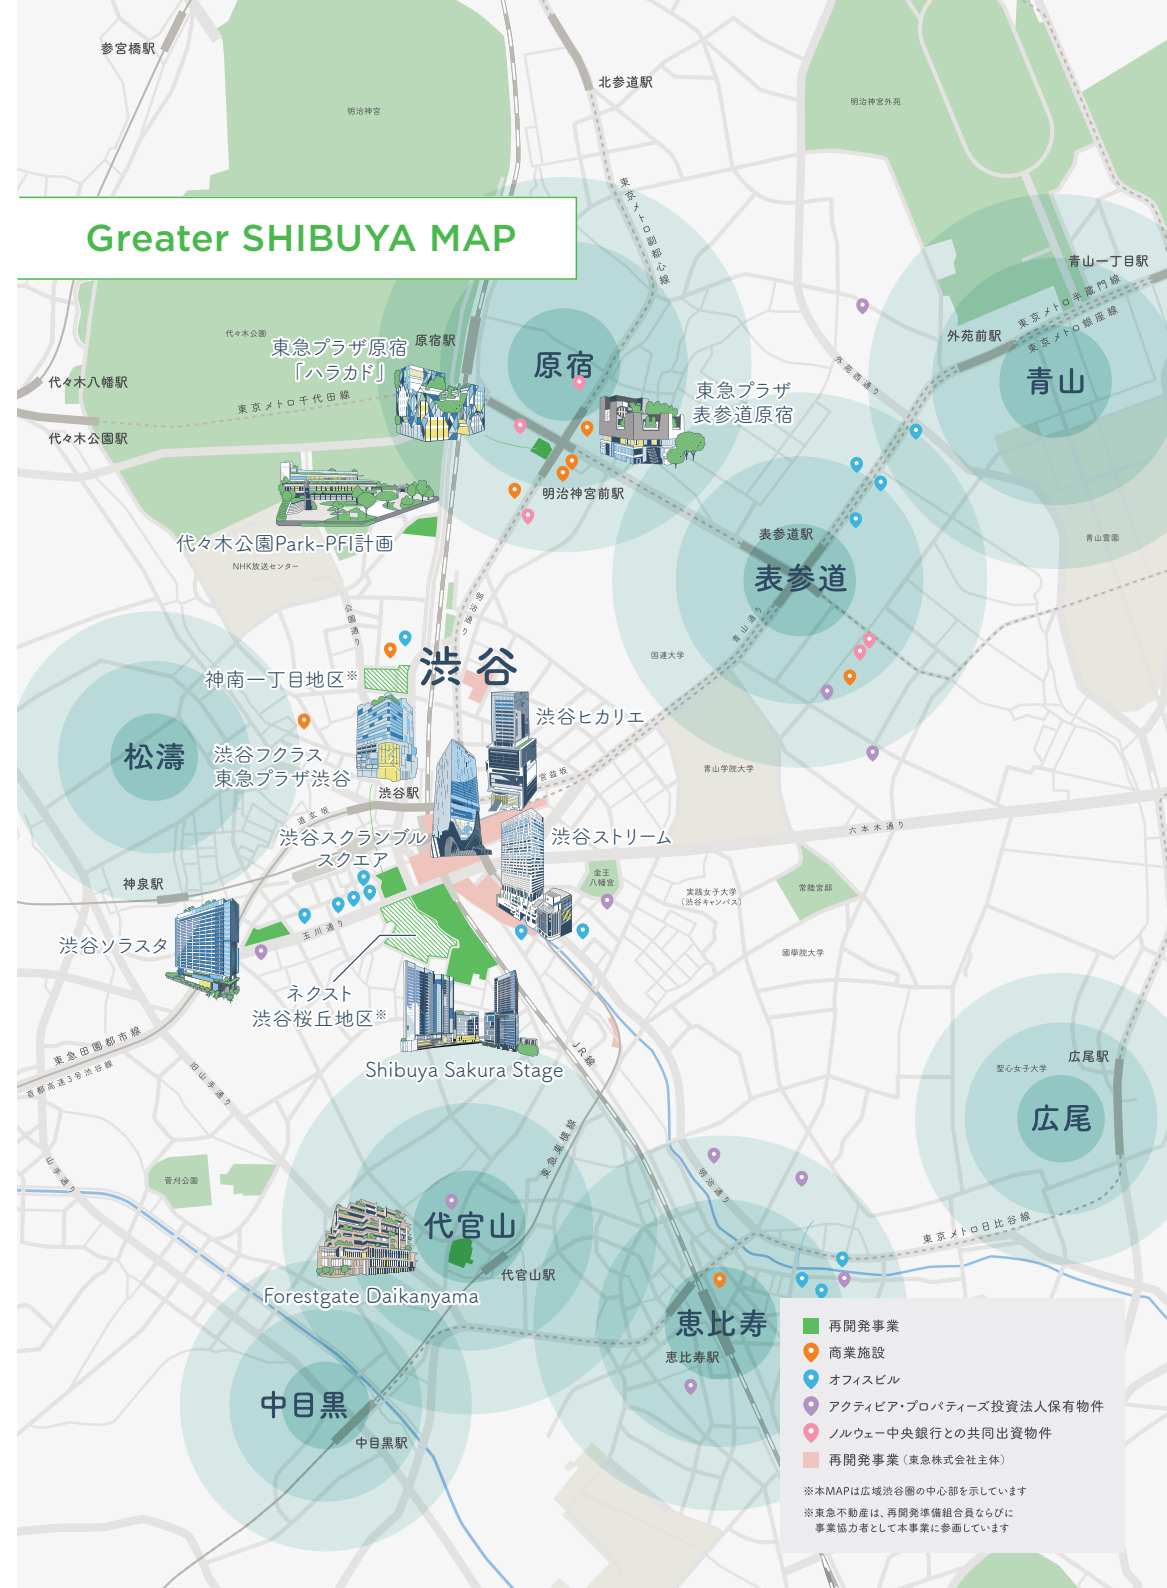 参宮橋駅
北参道駅
明治神宮
明治神宮外苑
東京メトロ副都心線
Greater SHIBUYA MAP
青山一丁目駅
東京メトロ半蔵門線
東京メトロ銀座線
外苑前駅
外苑西通り
代々木公園
原宿駅
東急プラザ原宿
「ハラカド」
原宿
青山
代々木八幡駅
東京メトロ千代田線
代々木公園駅
東急プラザ
表参道原宿
明治神宮前駅
代々木公園Park-PFI計画
NHK放送センター
表参道駅
表参道
青山霊園
公園通り
明治通り
青山通り
国連大学
渋谷
神南一丁目地区※
渋谷ヒカリエ
松濤
渋谷フクラス
東急プラザ渋谷
渋谷駅
宮益坂
青山学院大学
道玄坂
六本木通り
渋谷スクランブル
スクエア
渋谷ストリーム
神泉駅
金王
八幡宮
実践女子大学
(渋谷キャンパス)
常陸宮邸
玉川通り
渋谷ソラスタ
國學院大学
ネクスト
渋谷桜丘地区※
東急田園都市線
首都高速3号渋谷線
旧山手通り
Shibuya Sakura Stage
JR線
広尾駅
聖心女子大学
広尾
東急東横線
山手通り
菅刈公園
明治通り
代官山
東京メトロ日比谷線
代官山駅
Forestgate Daikanyama
恵比寿
恵比寿駅
中目黒
中目黒駅
再開発事業
商業施設
オフィスビル
アクティビア・プロパティーズ投資法人保有物件
ノルウェー中央銀行との共同出資物件
再開発事業（東急株式会社主体）
※本MAPは広域渋谷圏の中心部を示しています
※東急不動産は、再開発準備組合員ならびに
事業協力者として本事業に参画しています